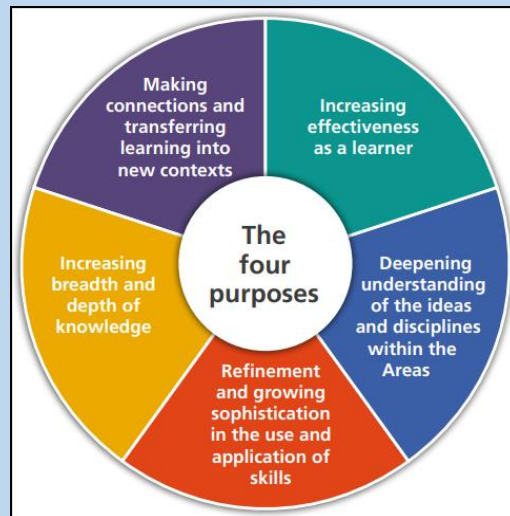 Making
connections and
transferring
learning into
new contexts
Increasing
effectiveness
as a learner
The
four
purposes
Increasing
breadth and
depth of
knowledge
Deepening
understanding
of the ideas
and disciplines
within the
Areas
Refinement
and growing
sophistication
in the use and
application of
skills